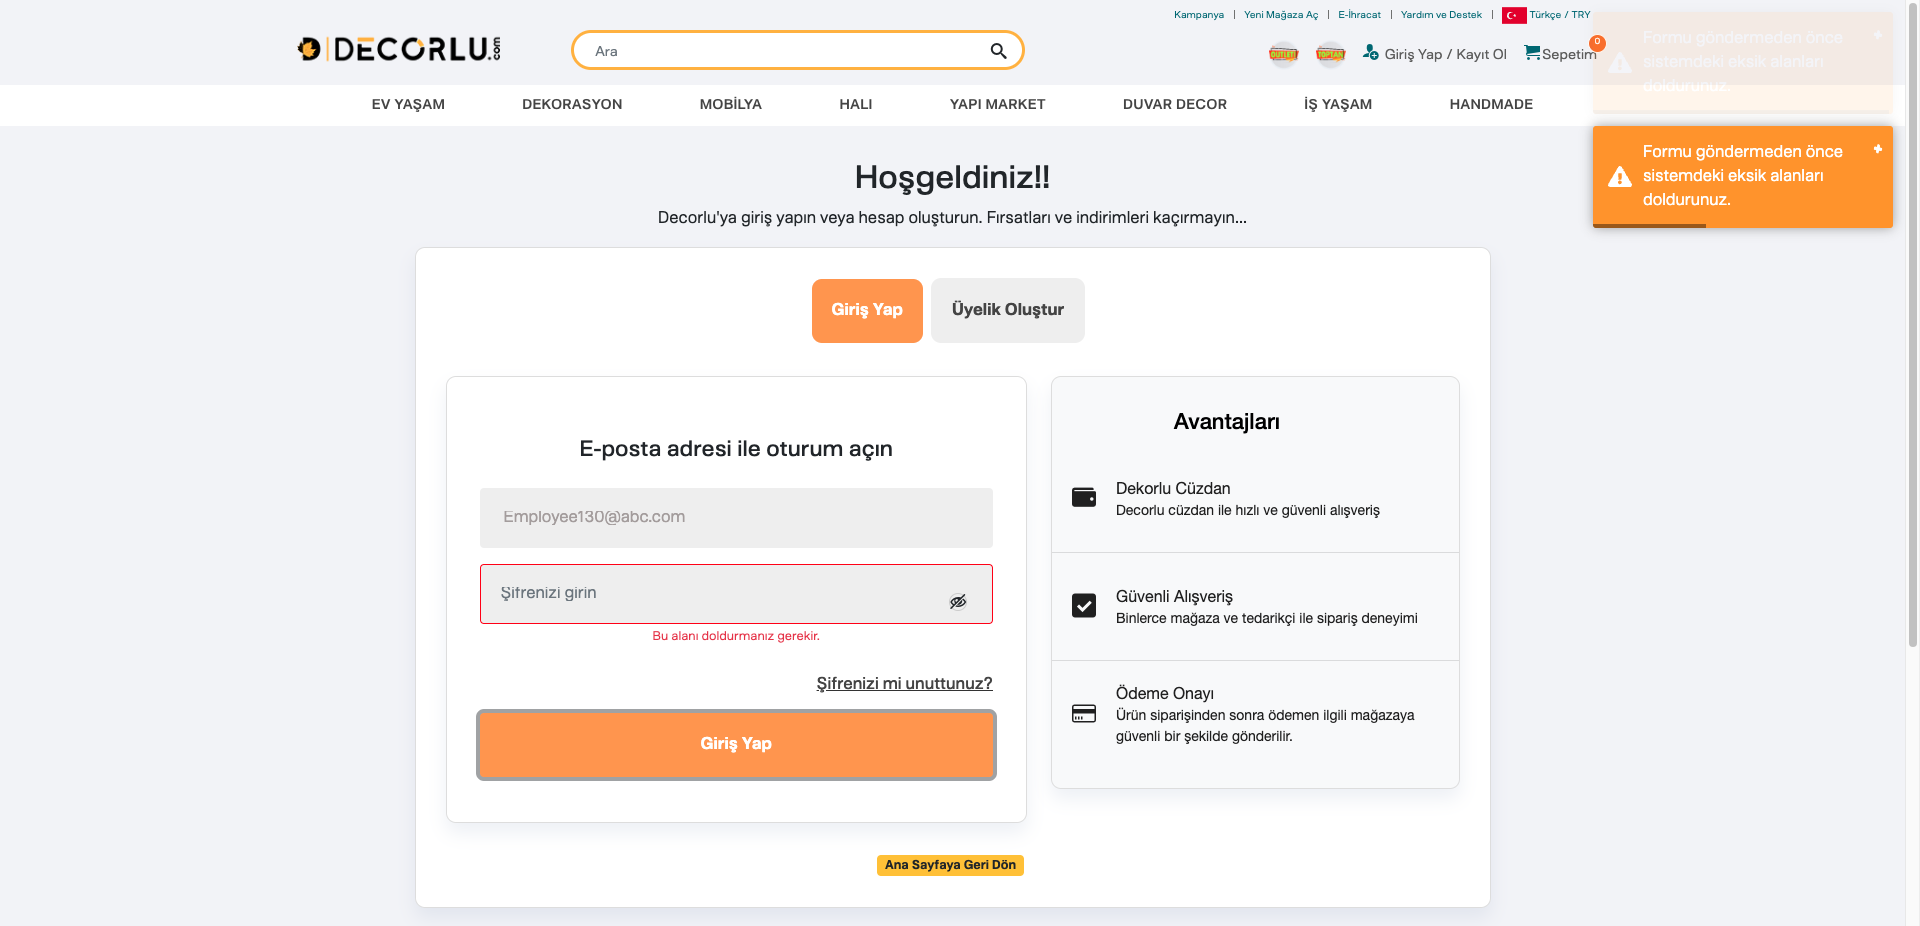 Kampanya | Yeni Mağaza Aç | E-İhracat | Yardım ve Destek | Türkçe / TRY
DECORLU.com
Ara
OUTLET
TOPTAN
Giriş Yap / Kayıt Ol
Sepetim
0
Formu göndermeden önce
sistemdeki eksik alanları
doldurunuz.
EV YAŞAM
DEKORASYON
MOBİLYA
HALI
YAPI MARKET
DUVAR DECOR
İŞ YAŞAM
HANDMADE
Formu göndermeden önce
sistemdeki eksik alanları
doldurunuz.
Hoşgeldiniz!!
Decorlu'ya giriş yapın veya hesap oluşturun. Fırsatları ve indirimleri kaçırmayın...
Giriş Yap
Üyelik Oluştur
E-posta adresi ile oturum açın
Employee130@abc.com
Şifrenizi girin
Bu alanı doldurmanız gerekir.
Şifrenizi mi unuttunuz?
Giriş Yap
Avantajları
Dekorlu Cüzdan
Decorlu cüzdan ile hızlı ve güvenli alışveriş
Güvenli Alışveriş
Binlerce mağaza ve tedarikçi ile sipariş deneyimi
Ödeme Onayı
Ürün siparişinden sonra ödemen ilgili mağazaya
güvenli bir şekilde gönderilir.
Ana Sayfaya Geri Dön